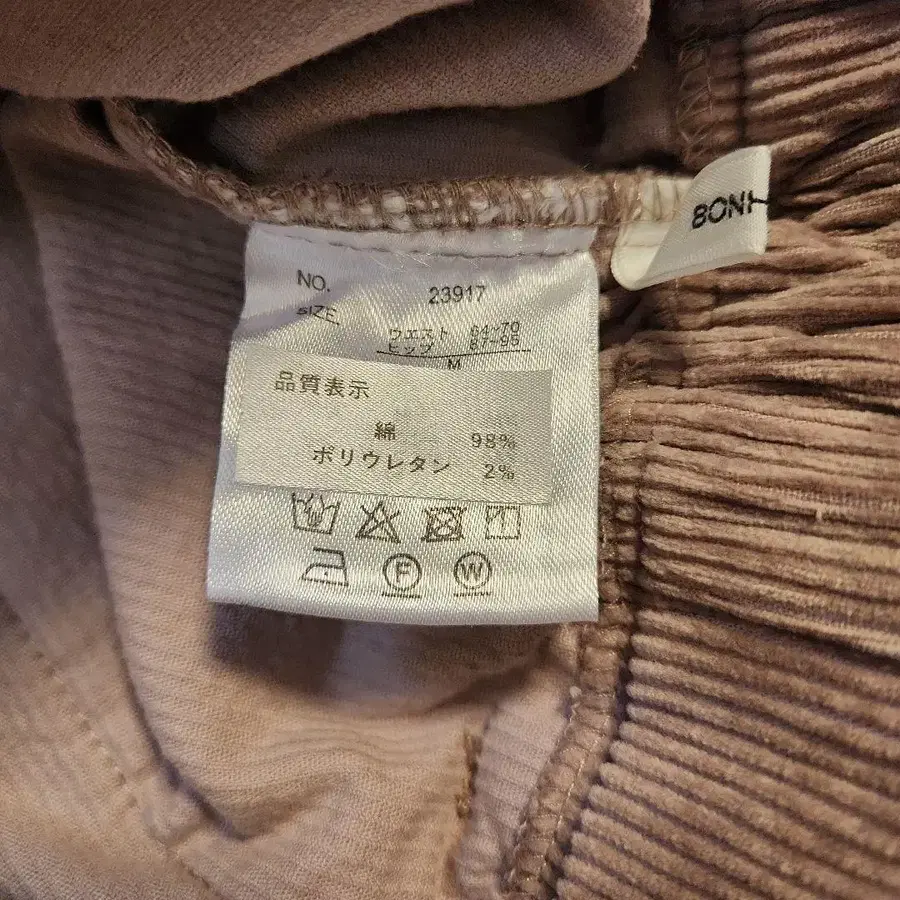 BONH
NO. 23917
SIZE
ウエスト 64-70
ヒップ 87-95
M
品質表示
綿 98%
ポリウレタン 2%
F W